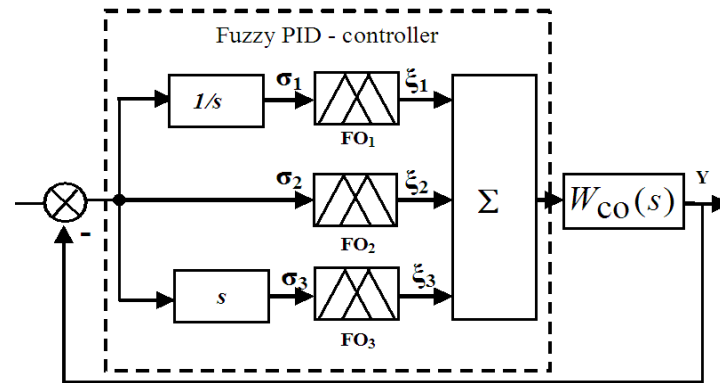 Fuzzy PID - controller
1/s
σ1
ξ1
FO1
σ2
ξ2
FO2
s
σ3
ξ3
FO3
Σ
WCO(s)
Y
-